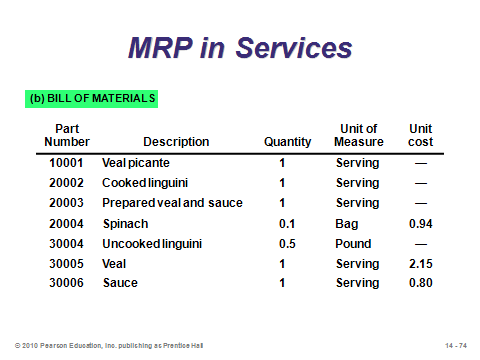 MRP in Services
(b) BILL OF MATERIALS
Part Number Description Quantity Unit of Measure Unit cost
10001 Veal picante 1 Serving —
20002 Cooked linguini 1 Serving —
20003 Prepared veal and sauce 1 Serving —
20004 Spinach 0.1 Bag 0.94
30004 Uncooked linguini 0.5 Pound —
30005 Veal 1 Serving 2.15
30006 Sauce 1 Serving 0.80
© 2010 Pearson Education, Inc. publishing as Prentice Hall 14 - 74